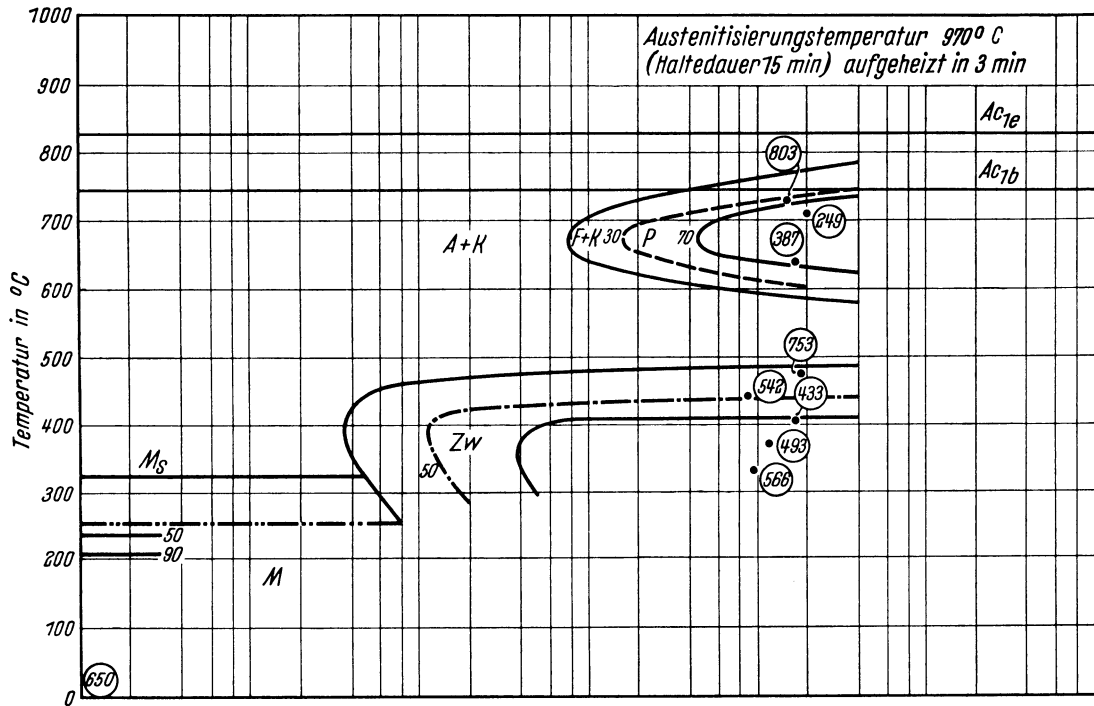 1000
Austenitisierungstemperatur 970° C
(Haltedauer 15 min) aufgeheizt in 3 min
900
Ac1e
800
803
Ac1b
700
249
A+K
F+K 30 P 70
387
600
Temperatur in °C
500
753
542
433
400
Zw
493
50
Ms
566
300
50
90
200
M
100
650
0